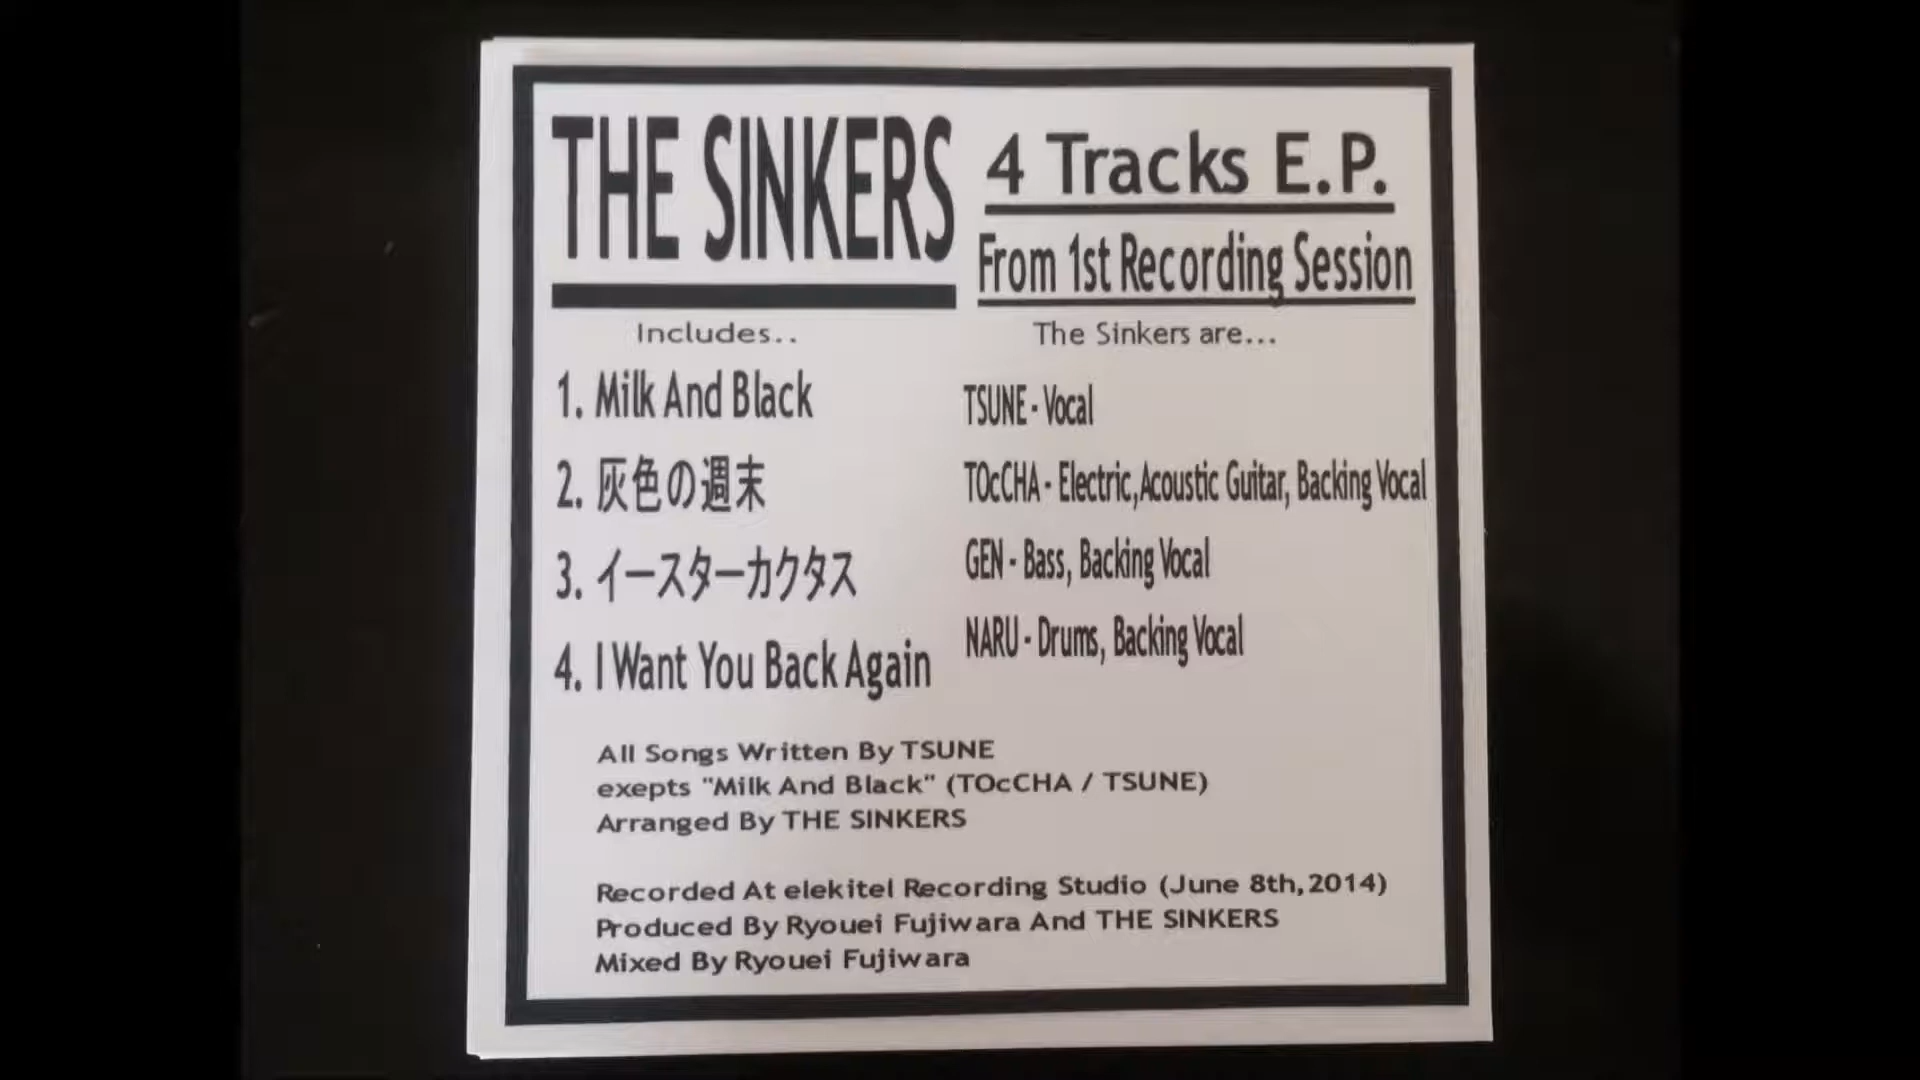 THE SINKERS
4 Tracks E.P.
From 1st Recording Session
Includes..
1. Milk And Black
2. 灰色の週末
3. イースターカクタス
4. I Want You Back Again
The Sinkers are...
TSUNE - Vocal
TOcCHA - Electric,Acoustic Guitar, Backing Vocal
GEN - Bass, Backing Vocal
NARU - Drums, Backing Vocal
All Songs Written By TSUNE
exepts "Milk And Black" (TOcCHA / TSUNE)
Arranged By THE SINKERS
Recorded At elekitel Recording Studio (June 8th,2014)
Produced By Ryouei Fujiwara And THE SINKERS
Mixed By Ryouei Fujiwara